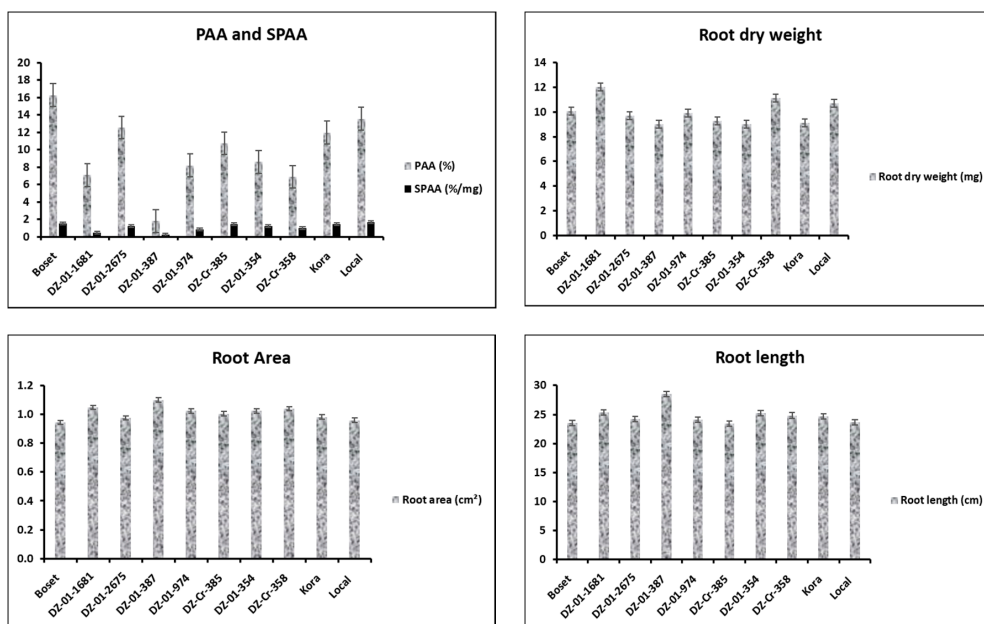 PAA and SPAA
20
18
16
14
12
10
8
6
4
2
0
PAA (%)
SPAA (%/mg)
Boset
DZ-01-1681
DZ-01-2675
DZ-01-387
DZ-01-974
DZ-Cr-385
DZ-01-354
DZ-Cr-358
Kora
Local
Root dry weight
14
12
10
8
6
4
2
0
Root dry weight (mg)
Boset
DZ-01-1681
DZ-01-2675
DZ-01-387
DZ-01-974
DZ-Cr-385
DZ-01-354
DZ-Cr-358
Kora
Local
Root Area
1.2
1.0
0.8
0.6
0.4
0.2
0.0
Root area (cm²)
Boset
DZ-01-1681
DZ-01-2675
DZ-01-387
DZ-01-974
DZ-Cr-385
DZ-01-354
DZ-Cr-358
Kora
Local
Root length
30
25
20
15
10
5
0
Root length (cm)
Boset
DZ-01-1681
DZ-01-2675
DZ-01-387
DZ-01-974
DZ-Cr-385
DZ-01-354
DZ-Cr-358
Kora
Local